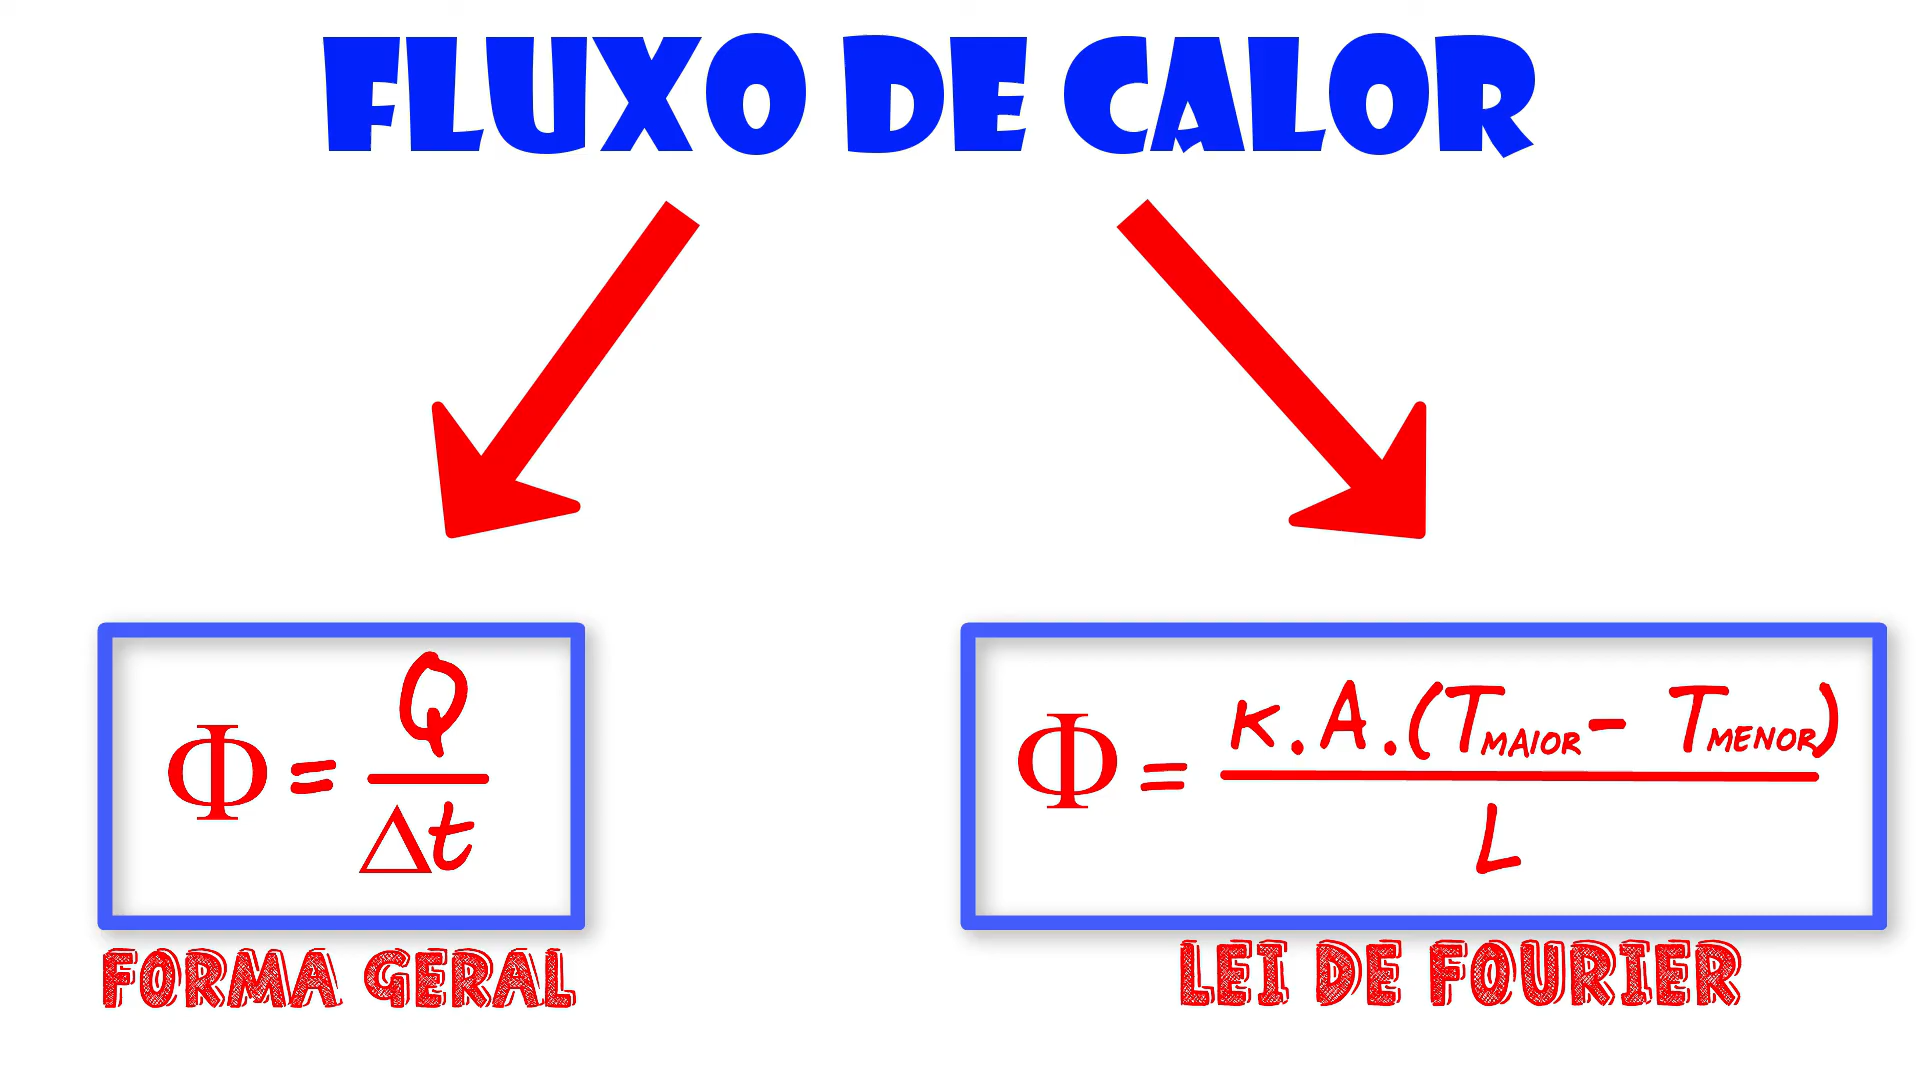 FLUXO DE CALOR
Φ = Q / Δt
FORMA GERAL
Φ = K.A.(TMAIOR - TMENOR) / L
LEI DE FOURIER